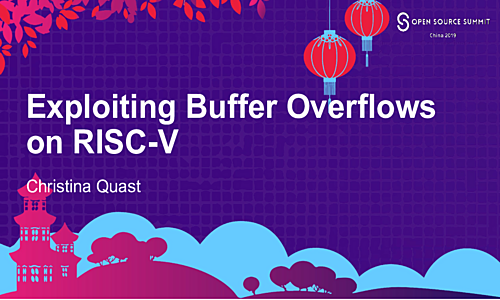 OPEN SOURCE SUMMIT
China 2019
Exploiting Buffer Overflows
on RISC-V
Christina Quast